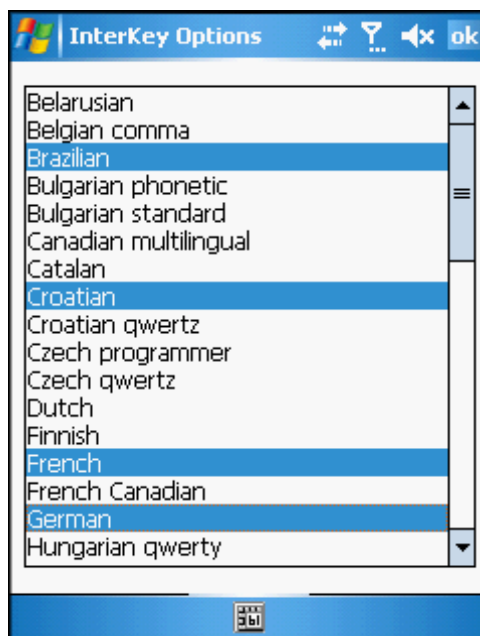 InterKey Options
ok
Belarusian
Belgian comma
Brazilian
Bulgarian phonetic
Bulgarian standard
Canadian multilingual
Catalan
Croatian
Croatian qwertz
Czech programmer
Czech qwertz
Dutch
Finnish
French
French Canadian
German
Hungarian qwerty